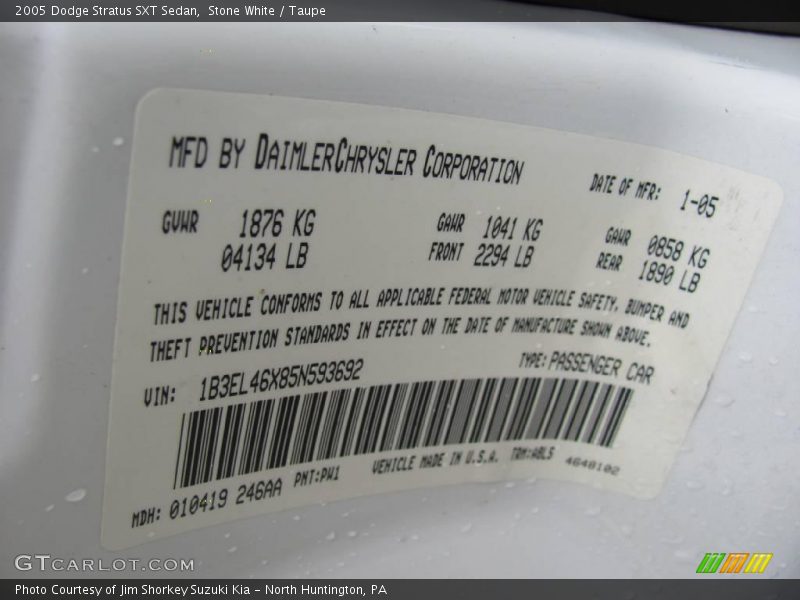 2005 Dodge Stratus SXT Sedan, Stone White / Taupe
MFD BY DAIMLERCHRYSLER CORPORATION
DATE OF MFR: 1-05
GVWR 1876 KG
04134 LB
GAWR 1041 KG
FRONT 2294 LB
GAWR 0858 KG
REAR 1890 LB
THIS VEHICLE CONFORMS TO ALL APPLICABLE FEDERAL MOTOR VEHICLE SAFETY, BUMPER AND
THEFT PREVENTION STANDARDS IN EFFECT ON THE DATE OF MANUFACTURE SHOWN ABOVE.
VIN: 1B3EL46X85N593692
TYPE: PASSENGER CAR
MDH: 010419 246AA PNT:PW1 VEHICLE MADE IN U.S.A. TRM:ABL5 4648102
GTCARLOT.COM
Photo Courtesy of Jim Shorkey Suzuki Kia – North Huntington, PA